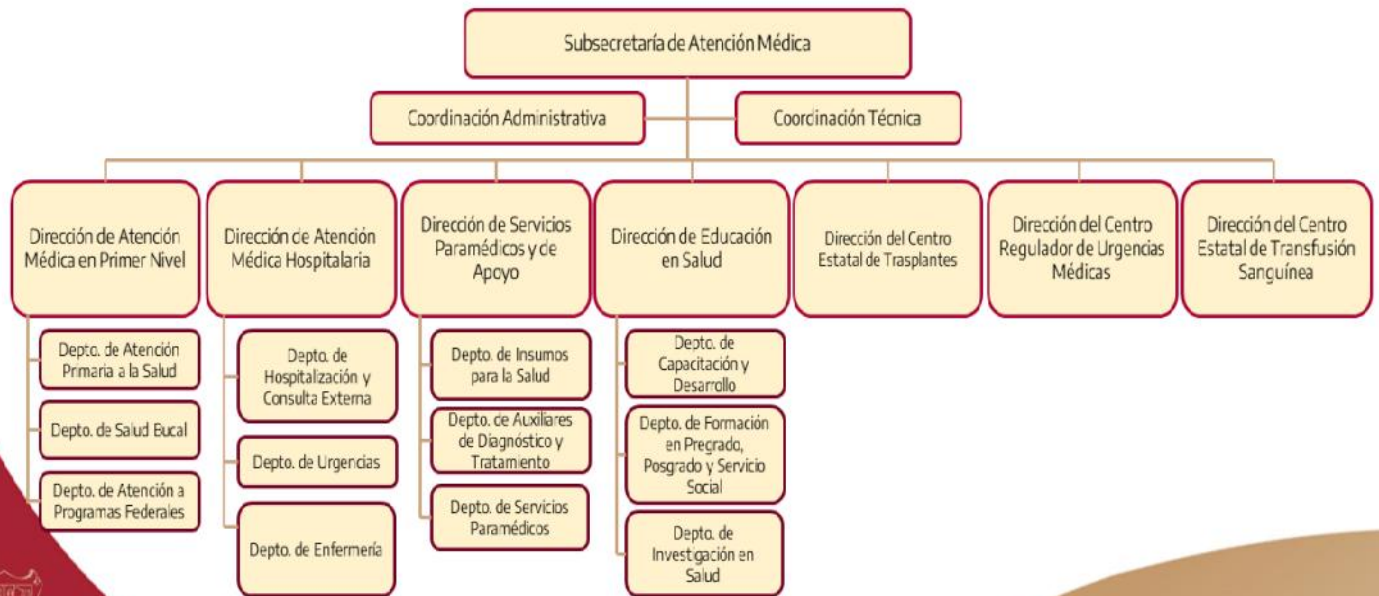 Subsecretaría de Atención Médica
Coordinación Administrativa
Coordinación Técnica
Dirección de Atención
Médica en Primer Nivel
Dirección de Atención
Médica Hospitalaria
Dirección de Servicios
Paramédicos y de
Apoyo
Dirección de Educación
en Salud
Dirección del Centro
Estatal de Trasplantes
Dirección del Centro
Regulador de Urgencias
Médicas
Dirección del Centro
Estatal de Transfusión
Sanguínea
Depto. de Atención
Primaria a la Salud
Depto. de Salud Bucal
Depto. de Atención a
Programas Federales
Depto. de
Hospitalización y
Consulta Externa
Depto. de Urgencias
Depto. de Enfermería
Depto. de Insumos
para la Salud
Depto. de Auxiliares
de Diagnóstico y
Tratamiento
Depto. de Servicios
Paramédicos
Depto. de
Capacitación y
Desarrollo
Depto. de Formación
en Pregrado,
Posgrado y Servicio
Social
Depto. de
Investigación en
Salud